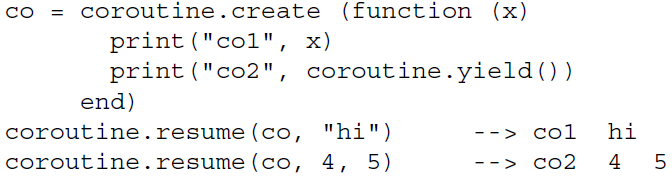 co = coroutine.create (function (x)
       print("co1", x)
       print("co2", coroutine.yield())
     end)
coroutine.resume(co, "hi")     --> co1  hi
coroutine.resume(co, 4, 5)     --> co2  4  5